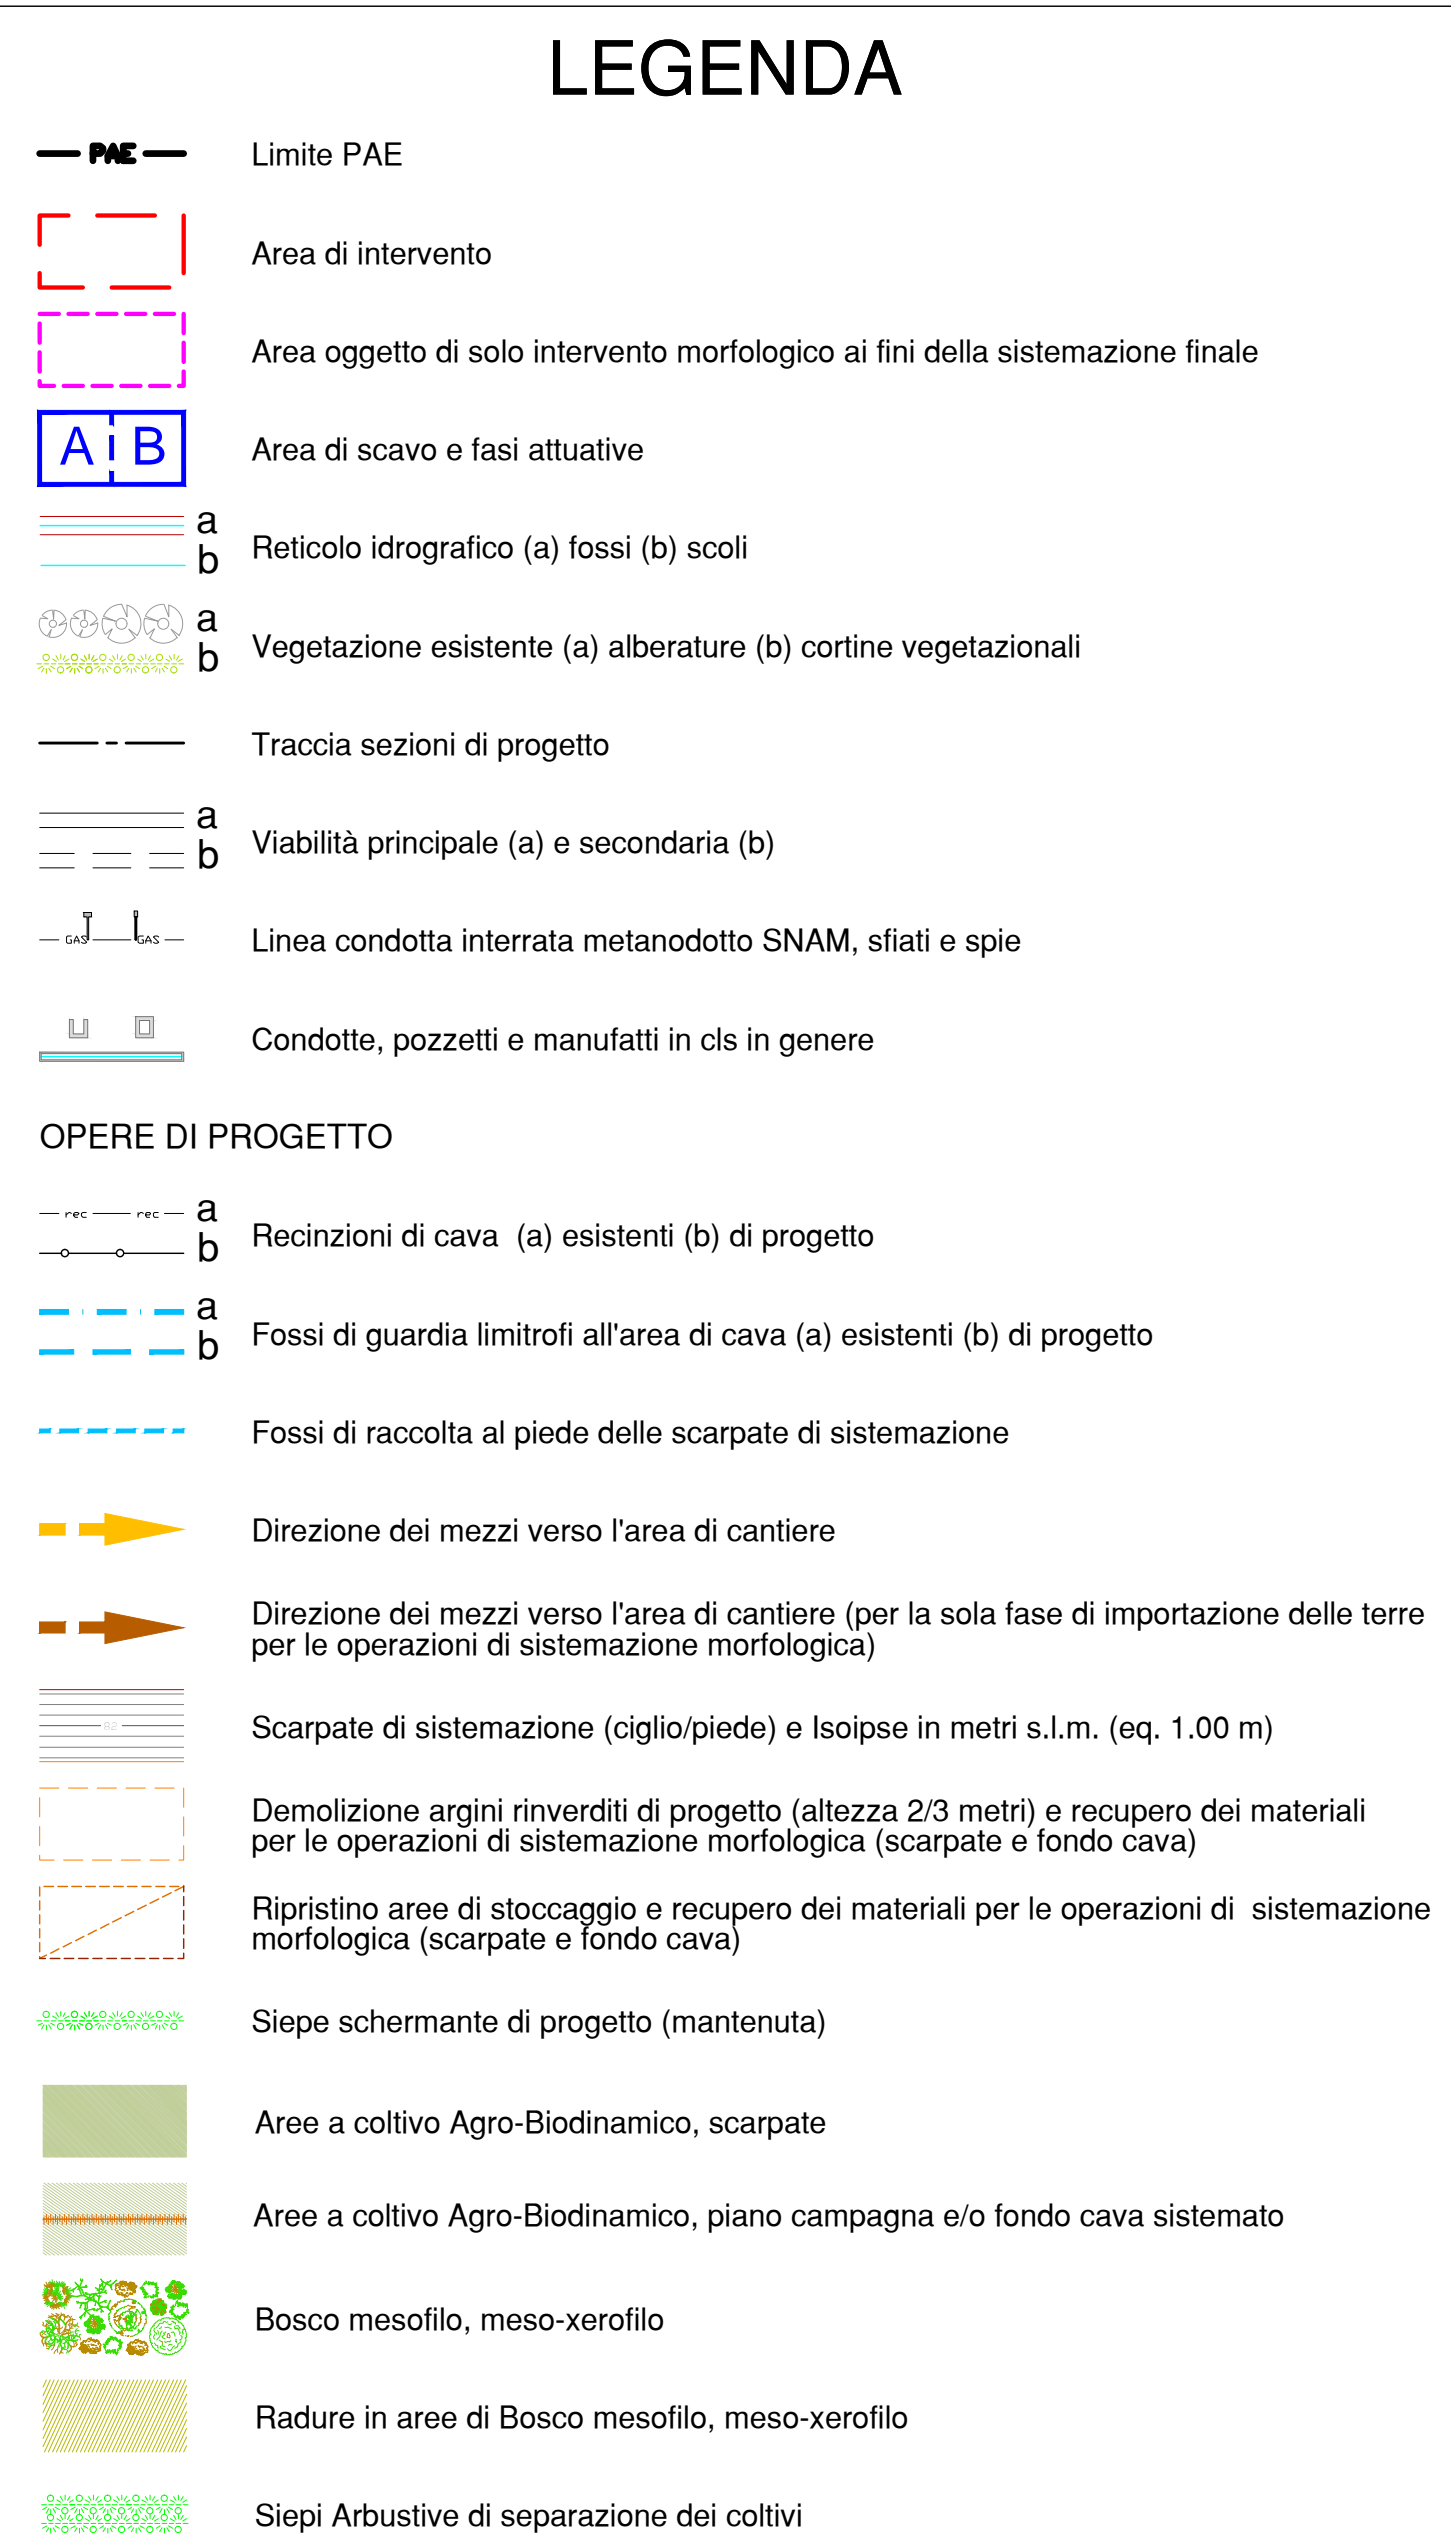 LEGENDA
PAE Limite PAE
Area di intervento
Area oggetto di solo intervento morfologico ai fini della sistemazione finale
A B Area di scavo e fasi attuative
a
b
Reticolo idrografico (a) fossi (b) scoli
a
b
Vegetazione esistente (a) alberature (b) cortine vegetazionali
Traccia sezioni di progetto
a
b
Viabilità principale (a) e secondaria (b)
GAS GAS Linea condotta interrata metanodotto SNAM, sfiati e spie
Condotte, pozzetti e manufatti in cls in genere
OPERE DI PROGETTO
rec rec a
b
Recinzioni di cava  (a) esistenti (b) di progetto
a
b
Fossi di guardia limitrofi all'area di cava (a) esistenti (b) di progetto
Fossi di raccolta al piede delle scarpate di sistemazione
Direzione dei mezzi verso l'area di cantiere
Direzione dei mezzi verso l'area di cantiere (per la sola fase di importazione delle terre
per le operazioni di sistemazione morfologica)
82 Scarpate di sistemazione (ciglio/piede) e Isoipse in metri s.l.m. (eq. 1.00 m)
Demolizione argini rinverditi di progetto (altezza 2/3 metri) e recupero dei materiali
per le operazioni di sistemazione morfologica (scarpate e fondo cava)
Ripristino aree di stoccaggio e recupero dei materiali per le operazioni di  sistemazione
morfologica (scarpate e fondo cava)
Siepe schermante di progetto (mantenuta)
Aree a coltivo Agro-Biodinamico, scarpate
Aree a coltivo Agro-Biodinamico, piano campagna e/o fondo cava sistemato
Bosco mesofilo, meso-xerofilo
Radure in aree di Bosco mesofilo, meso-xerofilo
Siepi Arbustive di separazione dei coltivi